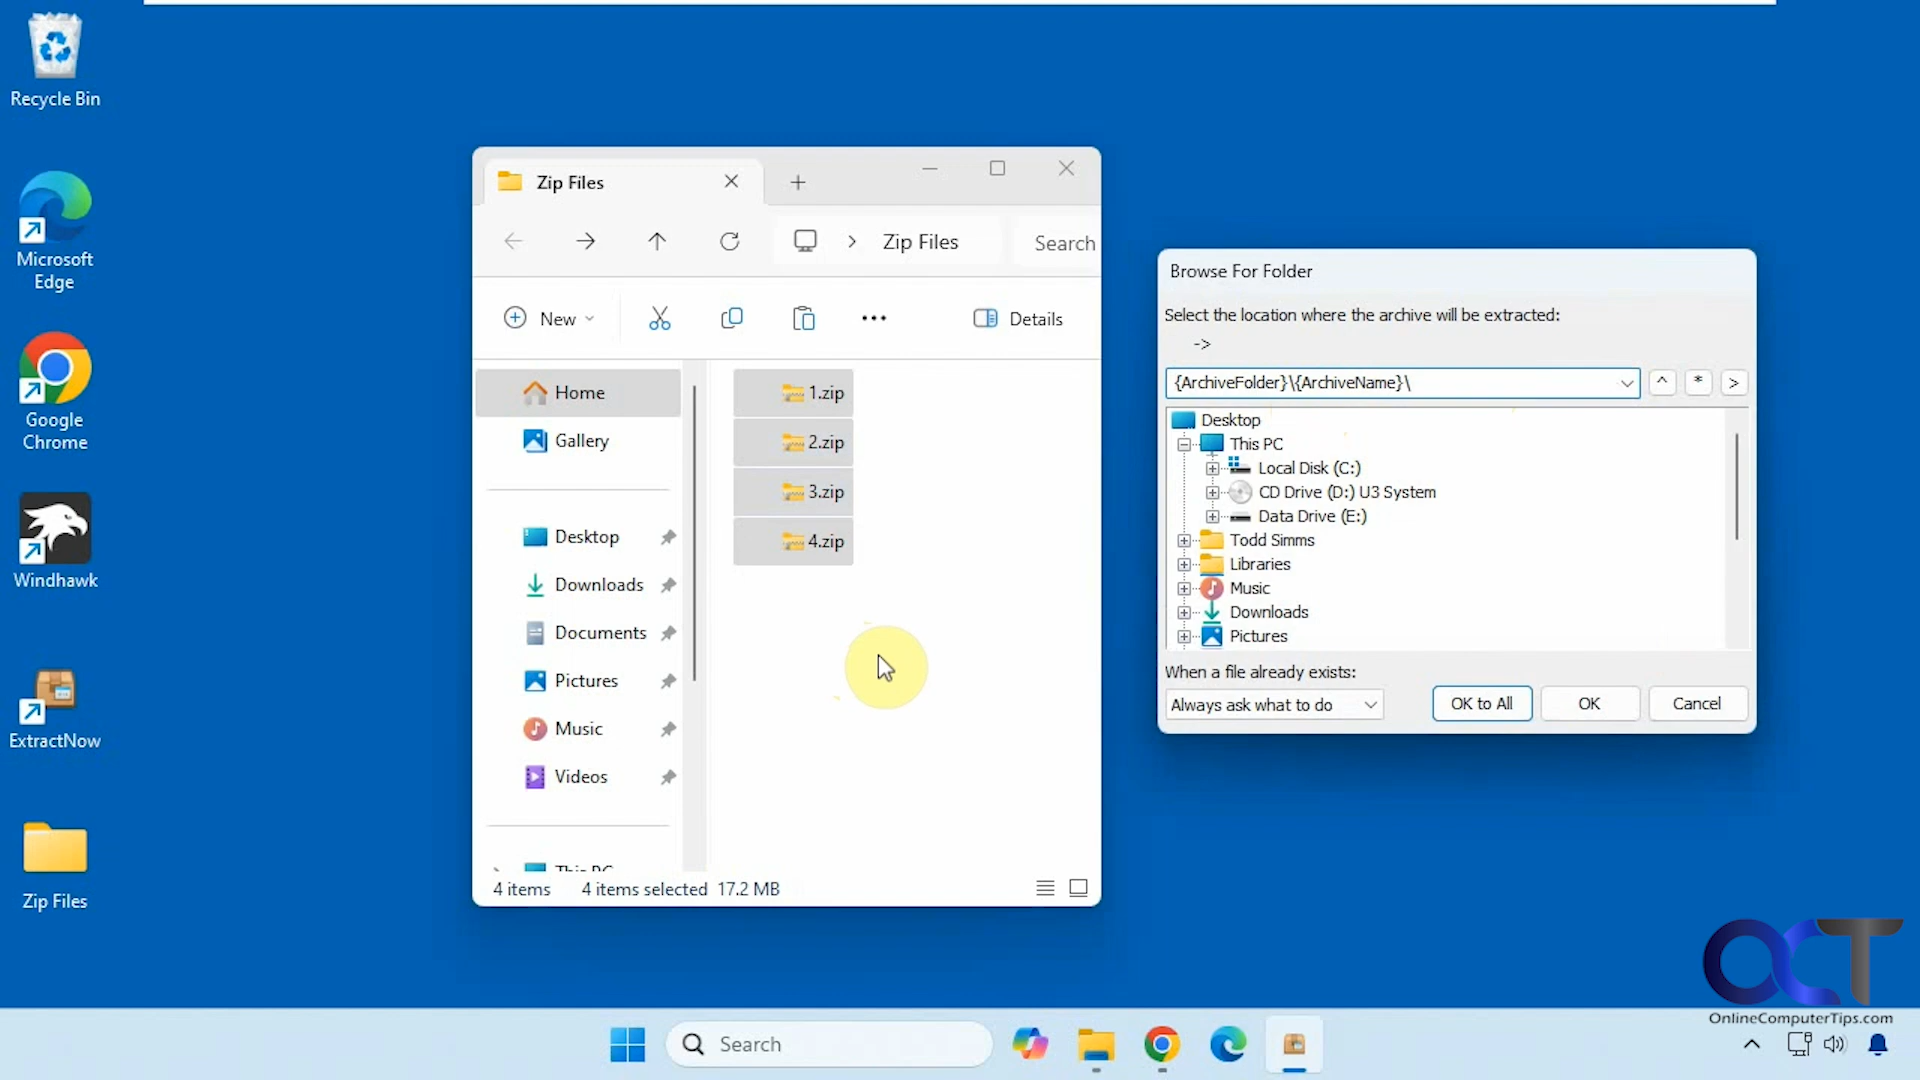 Recycle Bin
Microsoft
Edge
Google
Chrome
Windhawk
ExtractNow
Zip Files
Zip Files
Zip Files
Search
New
Details
Home
Gallery
Desktop
Downloads
Documents
Pictures
Music
Videos
This PC
1.zip
2.zip
3.zip
4.zip
4 items 4 items selected 17.2 MB
Browse For Folder
Select the location where the archive will be extracted:
->
{ArchiveFolder}\{ArchiveName}\
^ * >
Desktop
This PC
Local Disk (C:)
CD Drive (D:) U3 System
Data Drive (E:)
Todd Simms
Libraries
Music
Downloads
Pictures
When a file already exists:
Always ask what to do
OK to All
OK
Cancel
OCT
OnlineComputerTips.com
Search